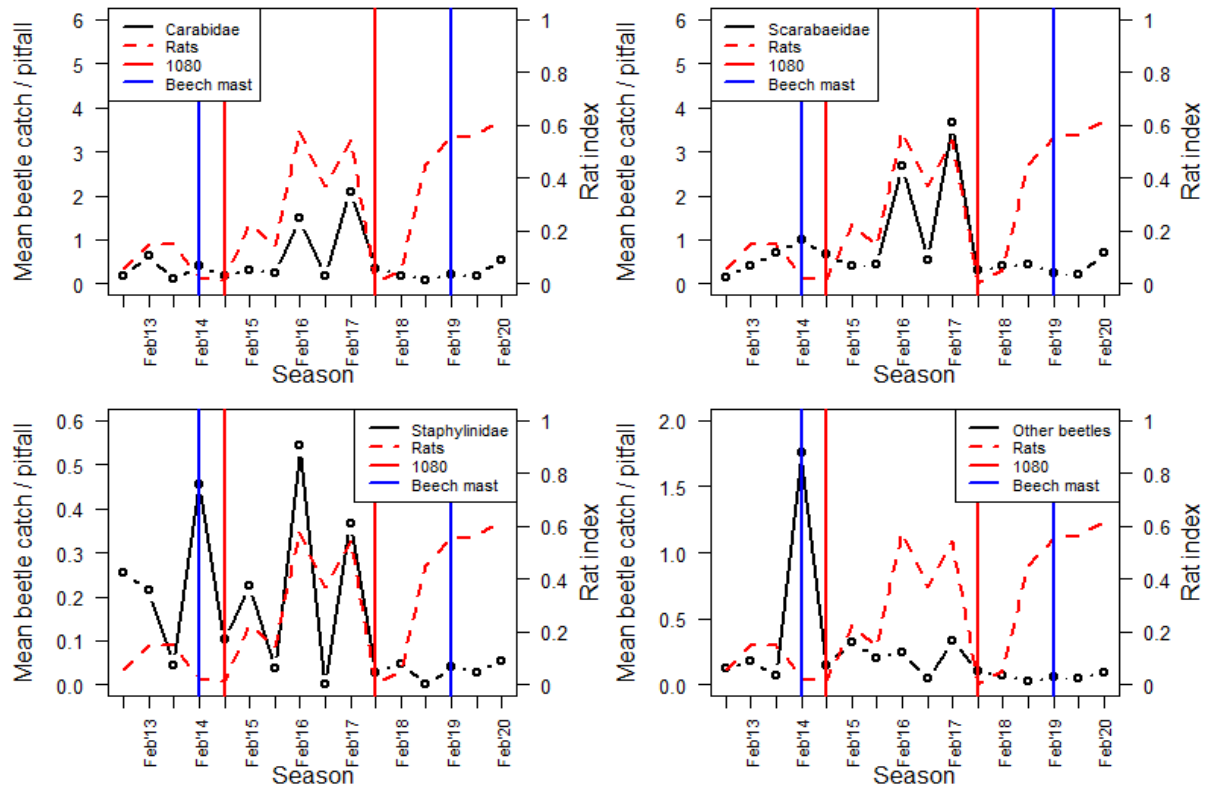 Mean beetle catch / pitfall
6
5
4
3
2
1
0
Carabidae
Rats
1080
Beech mast
1
0.8
0.6
0.4
0.2
0
Rat index
Feb'13
Feb'14
Feb'15
Feb'16
Feb'17
Feb'18
Feb'19
Feb'20
Season
Mean beetle catch / pitfall
6
5
4
3
2
1
0
Scarabaeidae
Rats
1080
Beech mast
1
0.8
0.6
0.4
0.2
0
Rat index
Feb'13
Feb'14
Feb'15
Feb'16
Feb'17
Feb'18
Feb'19
Feb'20
Season
Mean beetle catch / pitfall
0.6
0.5
0.4
0.3
0.2
0.1
0.0
Staphylinidae
Rats
1080
Beech mast
1
0.8
0.6
0.4
0.2
0
Rat index
Feb'13
Feb'14
Feb'15
Feb'16
Feb'17
Feb'18
Feb'19
Feb'20
Season
Mean beetle catch / pitfall
2.0
1.5
1.0
0.5
0.0
Other beetles
Rats
1080
Beech mast
1
0.8
0.6
0.4
0.2
0
Rat index
Feb'13
Feb'14
Feb'15
Feb'16
Feb'17
Feb'18
Feb'19
Feb'20
Season